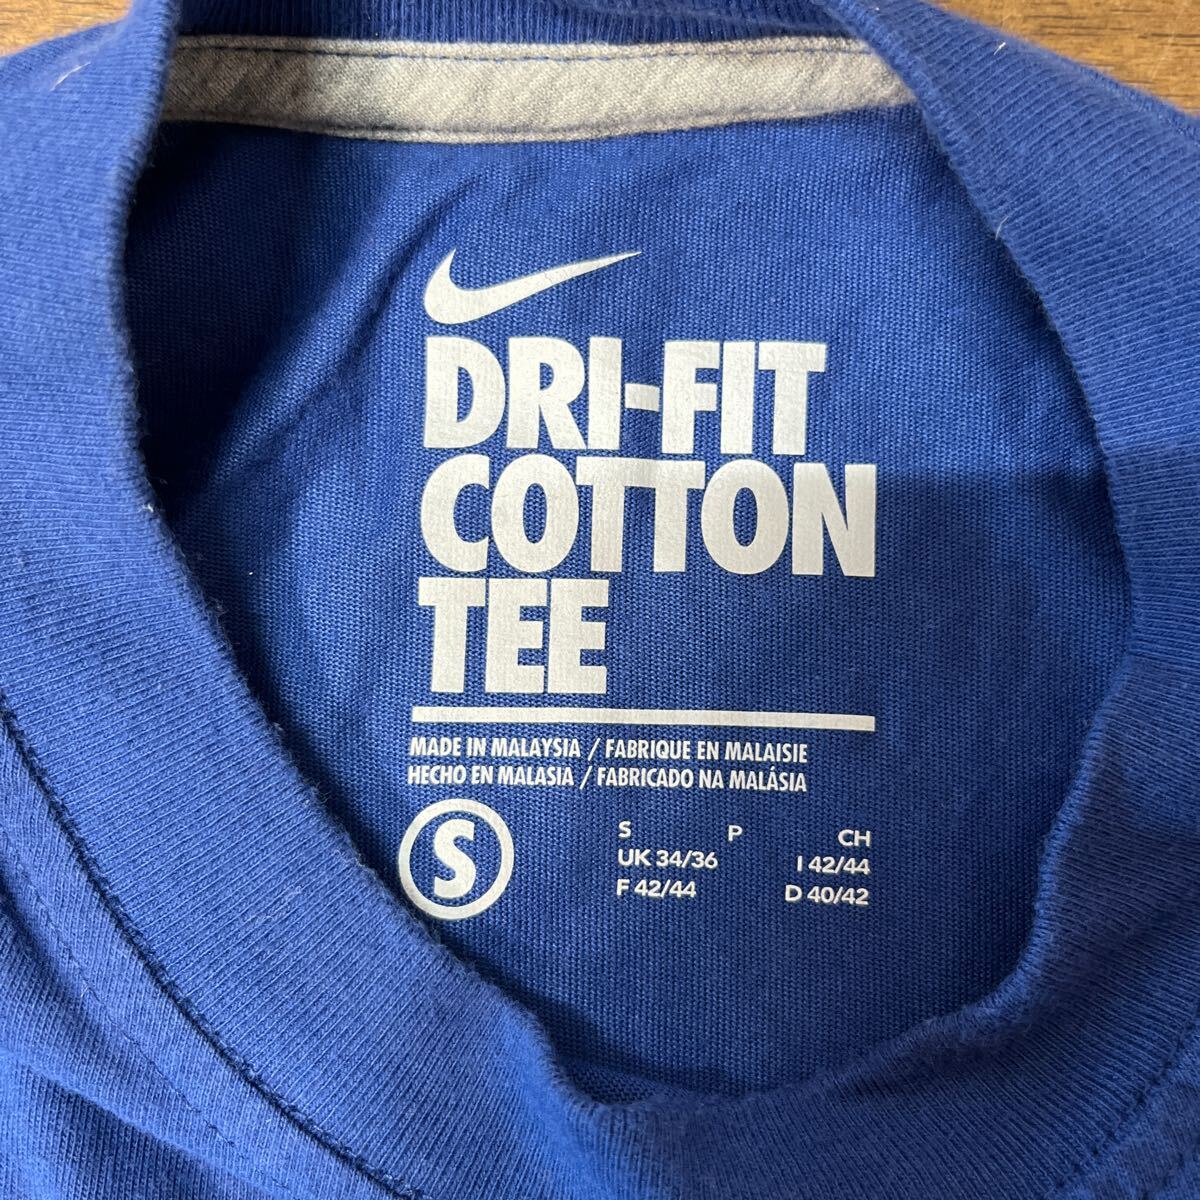 DRI-FIT
COTTON
TEE
MADE IN MALAYSIA / FABRIQUE EN MALAISIE
HECHO EN MALASIA / FABRICADO NA MALÁSIA
S
S P CH
UK 34/36 I 42/44
F 42/44 D 40/42